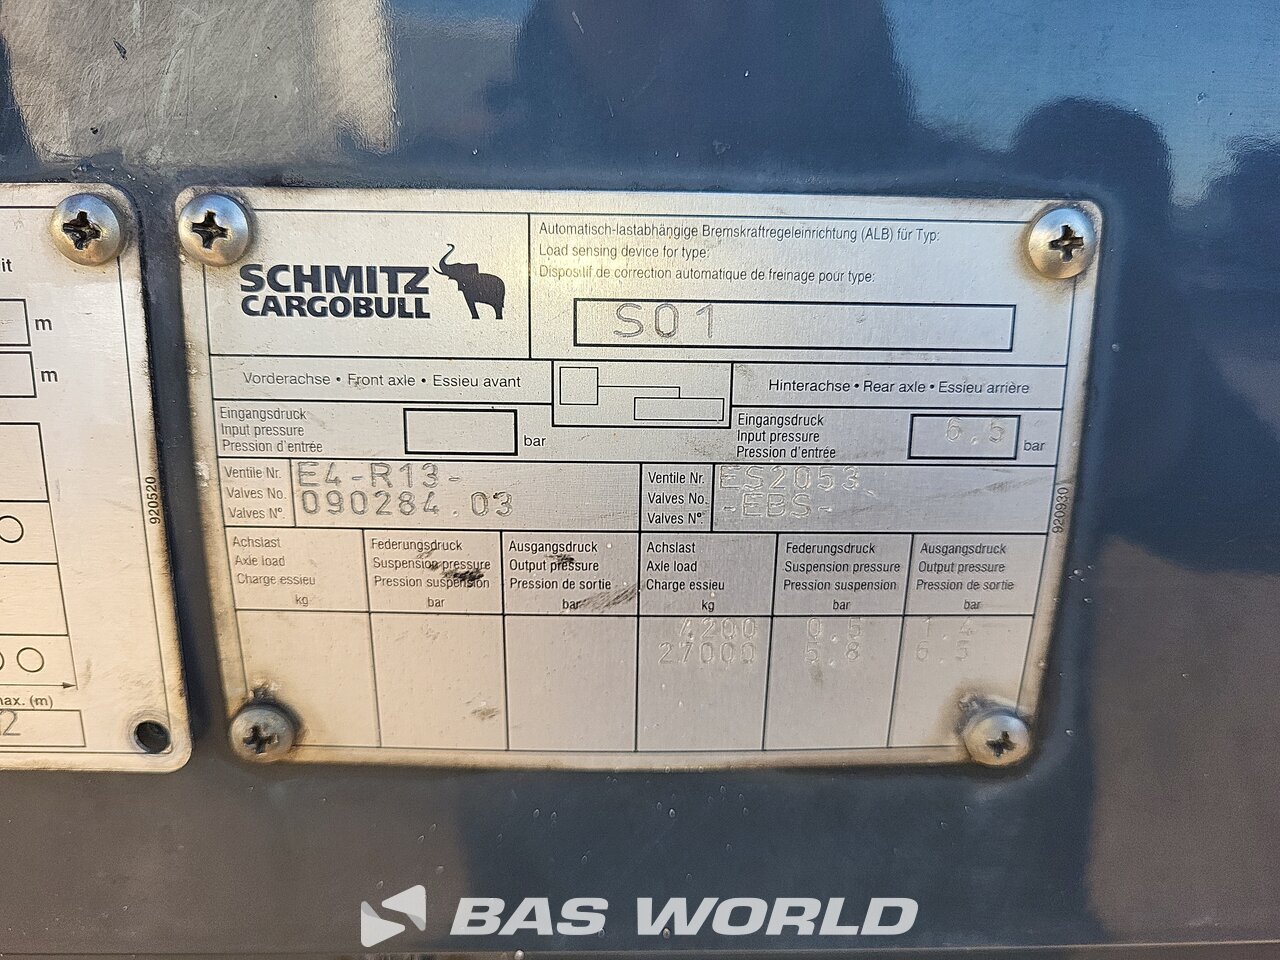 it
m
m
920520
max. (m)
SCHMITZ
CARGOBULL
Automatisch-lastabhängige Bremskraftregeleinrichtung (ALB) für Typ:
Load sensing device for type:
Dispositif de correction automatique de freinage pour type:
S01
Vorderachse • Front axle • Essieu avant
Hinterachse • Rear axle • Essieu arrière
Eingangsdruck
Input pressure
Pression d'entrée
bar
Eingangsdruck
Input pressure
Pression d'entrée
6.5 bar
Ventile Nr.
Valves No.
Valves N°
E4-R13-
090284.03
Ventile Nr.
Valves No.
Valves N°
ES2053
-EBS-
920930
Achslast
Axle load
Charge essieu
kg
Federungsdruck
Suspension pressure
Pression suspension
bar
Ausgangsdruck
Output pressure
Pression de sortie
bar
Achslast
Axle load
Charge essieu
kg
Federungsdruck
Suspension pressure
Pression suspension
bar
Ausgangsdruck
Output pressure
Pression de sortie
bar
4200 0.5
27000 5.8 6.5
BAS WORLD